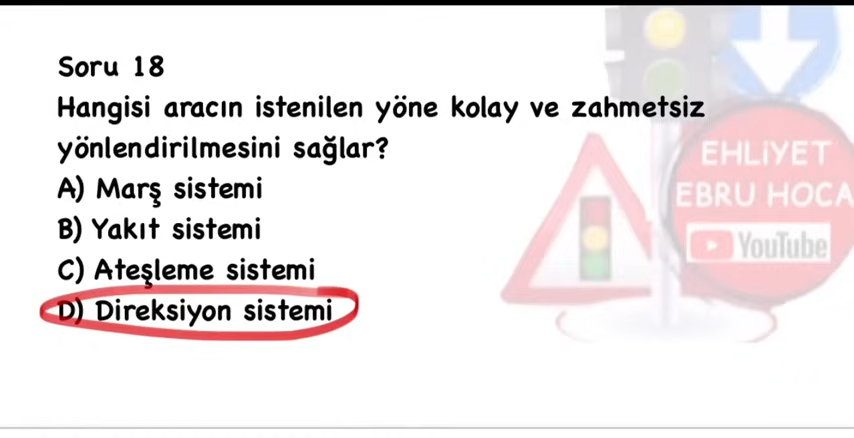 Soru 18
Hangisi aracın istenilen yöne kolay ve zahmetsiz
yönlendirilmesini sağlar?
A) Marş sistemi
B) Yakıt sistemi
C) Ateşleme sistemi
D) Direksiyon sistemi
EHLİYET
EBRU HOCA
YouTube